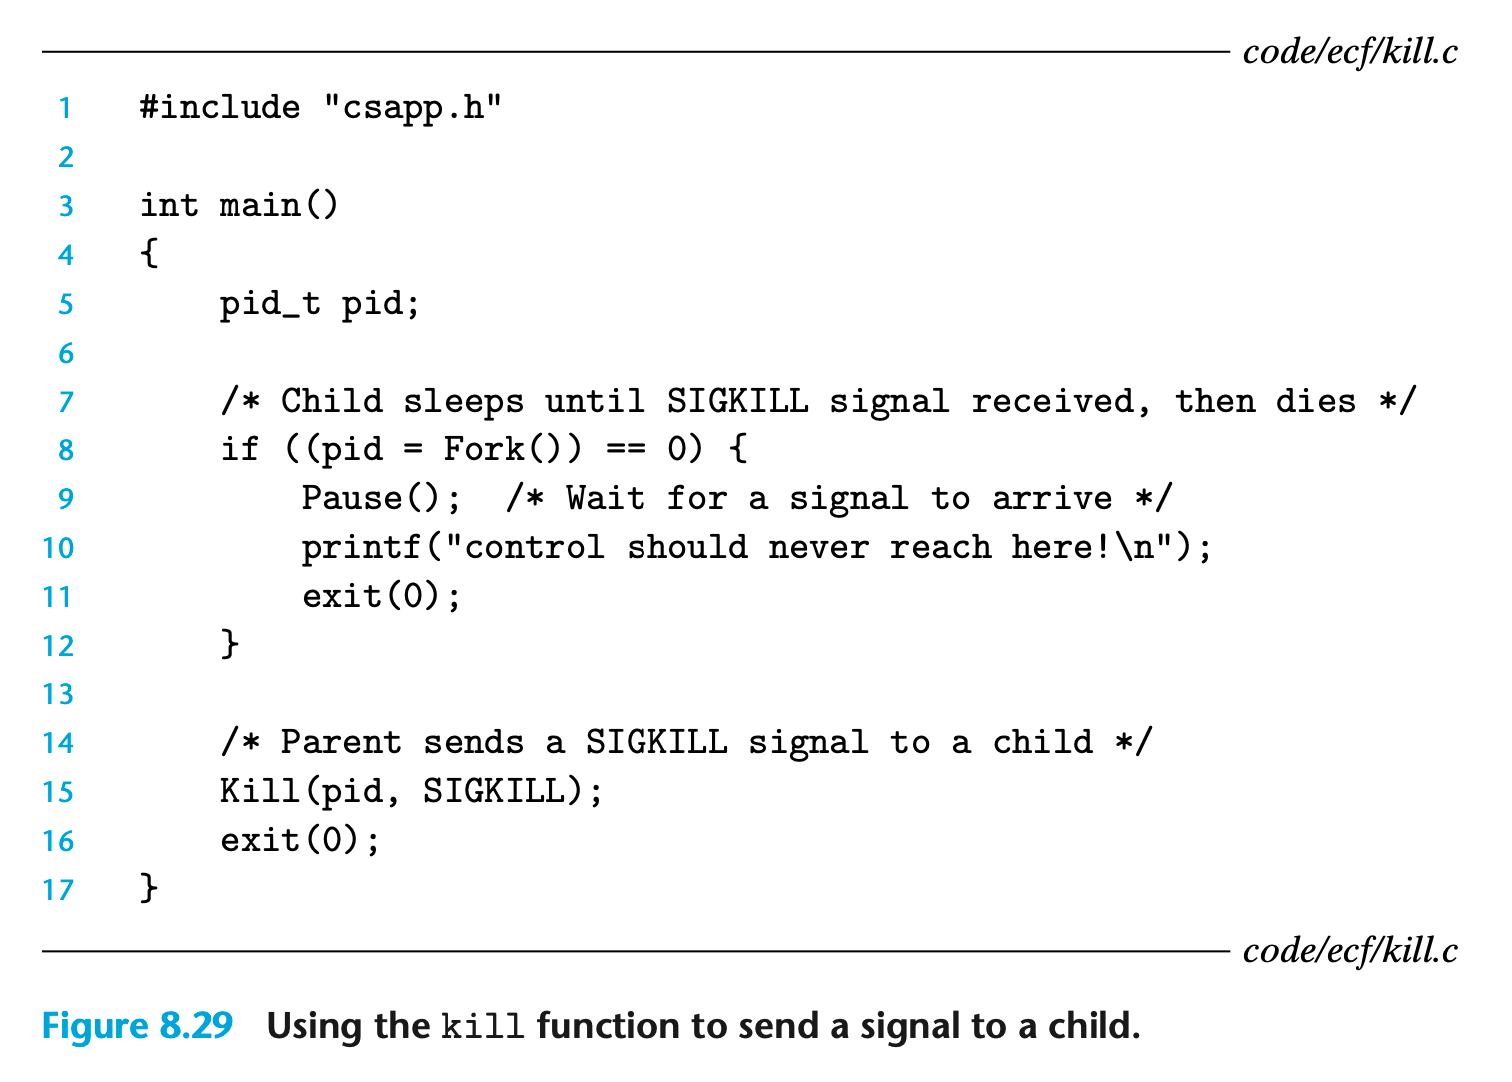 code/ecf/kill.c
1 #include "csapp.h"
2
3 int main()
4 {
5     pid_t pid;
6
7     /* Child sleeps until SIGKILL signal received, then dies */
8     if ((pid = Fork()) == 0) {
9         Pause();  /* Wait for a signal to arrive */
10         printf("control should never reach here!\n");
11         exit(0);
12     }
13
14     /* Parent sends a SIGKILL signal to a child */
15     Kill(pid, SIGKILL);
16     exit(0);
17 }
code/ecf/kill.c
Figure 8.29 Using the kill function to send a signal to a child.